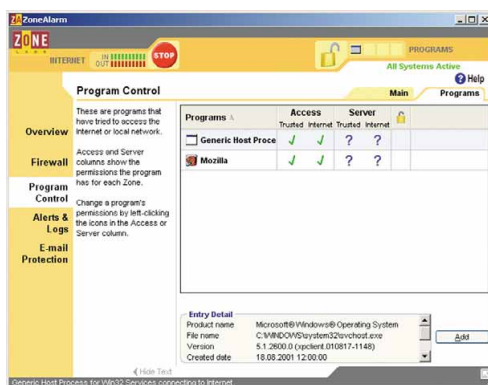 ZoneAlarm
ZONE
LABS
INTERNET IN OUT STOP
PROGRAMS
All Systems Active
Help
Program Control
Main Programs
Overview
Firewall
Program Control
Alerts & Logs
E-mail Protection
These are programs that
have tried to access the
Internet or local network.
Access and Server
columns show the
permissions the program
has for each Zone.
Change a program's
permissions by left-clicking
the icons in the Access or
Server column.
Programs Access Server
Trusted Internet Trusted Internet
Generic Host Proce ? ?
Mozilla ? ?
Entry Detail
Product name Microsoft® Windows® Operating System
File name C:\WINDOWS\system32\svchost.exe
Version 5.1.2600.0 (xpclient.010817-1148)
Created date 18.08.2001 12:00:00
Add
Hide Text
Generic Host Process for Win32 Services connecting to Internet